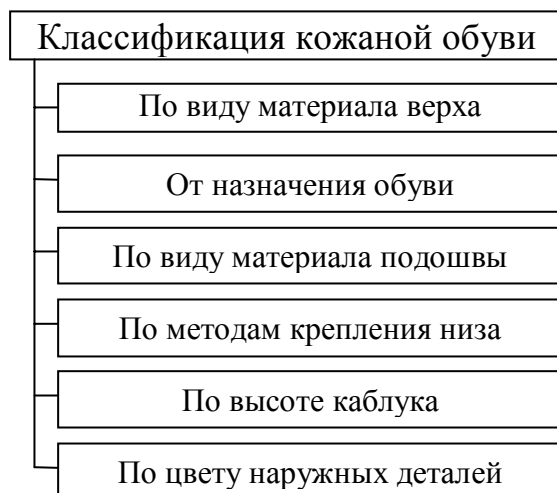 Классификация кожаной обуви
По виду материала верха
От назначения обуви
По виду материала подошвы
По методам крепления низа
По высоте каблука
По цвету наружных деталей